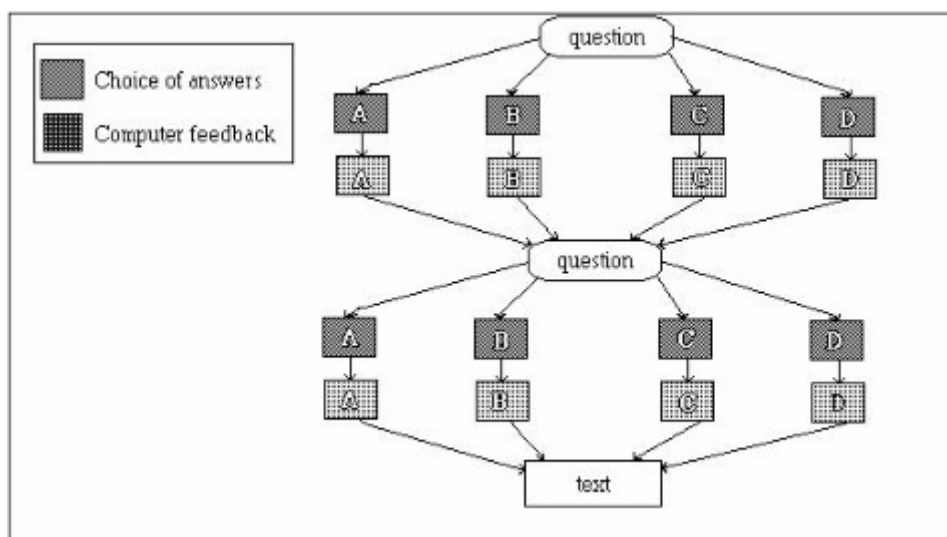 question
Choice of answers
Computer feedback
A B C D
A B C D
question
A B C D
A B C D
text